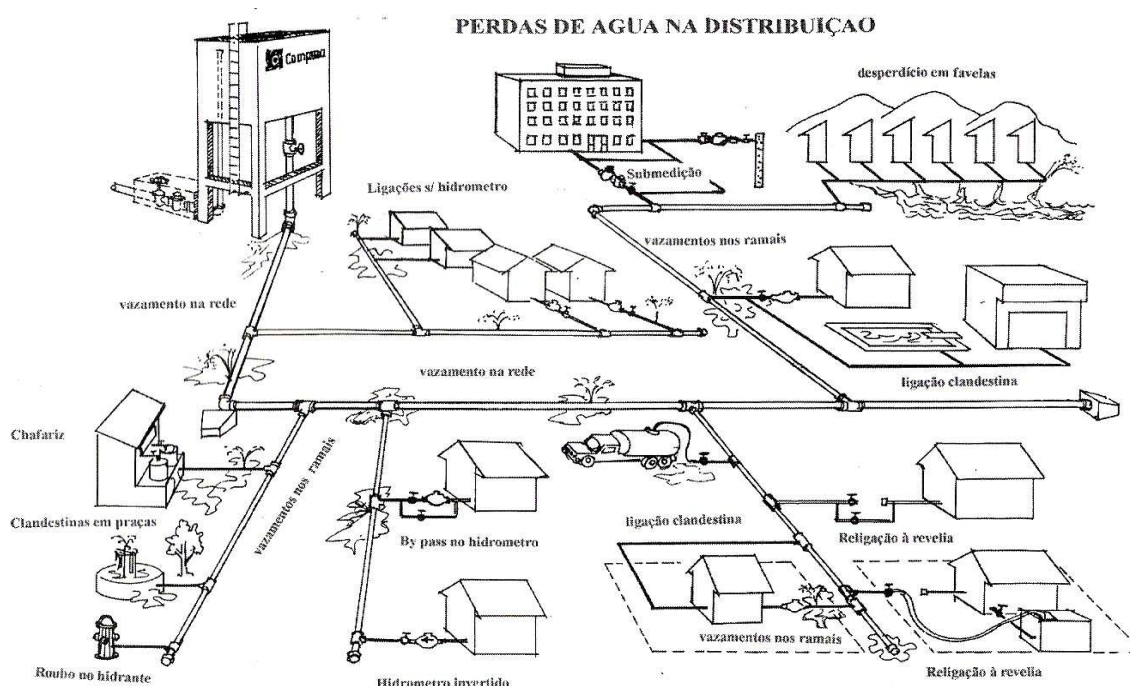 PERDAS DE AGUA NA DISTRIBUIÇAO
desperdício em favelas
Submedição
Ligações s/ hidrometro
vazamentos nos ramais
vazamento na rede
vazamento na rede
ligação clandestina
Chafariz
vazamentos nos ramais
Clandestinas em praças
ligação clandestina
By pass no hidrometro
Religação à revelia
vazamentos nos ramais
Roubo no hidrante
Hidrometro invertido
Religação à revelia